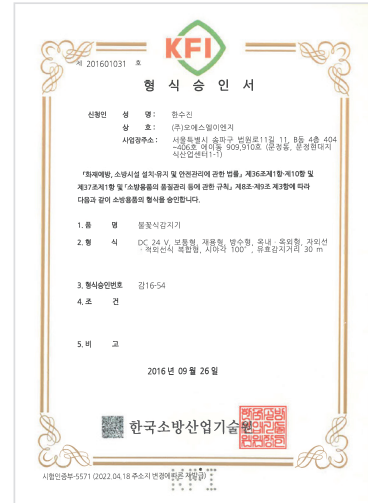 KFI
제 201601031 호
형 식 승 인 서
신청인 성 명 : 한수진
상 호 : (주)오에스엘이엔지
사업장주소 : 서울특별시 송파구 법원로11길 11, B동 4층 404
~406호 에이동 909,910호 (문정동, 문정현대지
식산업센터1-1)
「화재예방, 소방시설 설치·유지 및 안전관리에 관한 법률」 제36조제1항·제10항 및
제37조제1항 및 「소방용품의 품질관리 등에 관한 규칙」 제8조·제9조 제3항에 따라
다음과 같이 소방용품의 형식을 승인합니다.
1. 품 명 불꽃식감지기
2. 형 식 DC 24 V, 보통형, 재용형, 방수형, 옥내·옥외형, 자외선
·적외선식 복합형, 시야각 100˚, 유효감지거리 30 m
3. 형식승인번호 감16-54
4. 조 건
5. 비 고
2016 년 09 월 26 일
한국소방산업기술원
시험인증부-5571 (2022.04.18 주소지 변경에 따른 재발급)